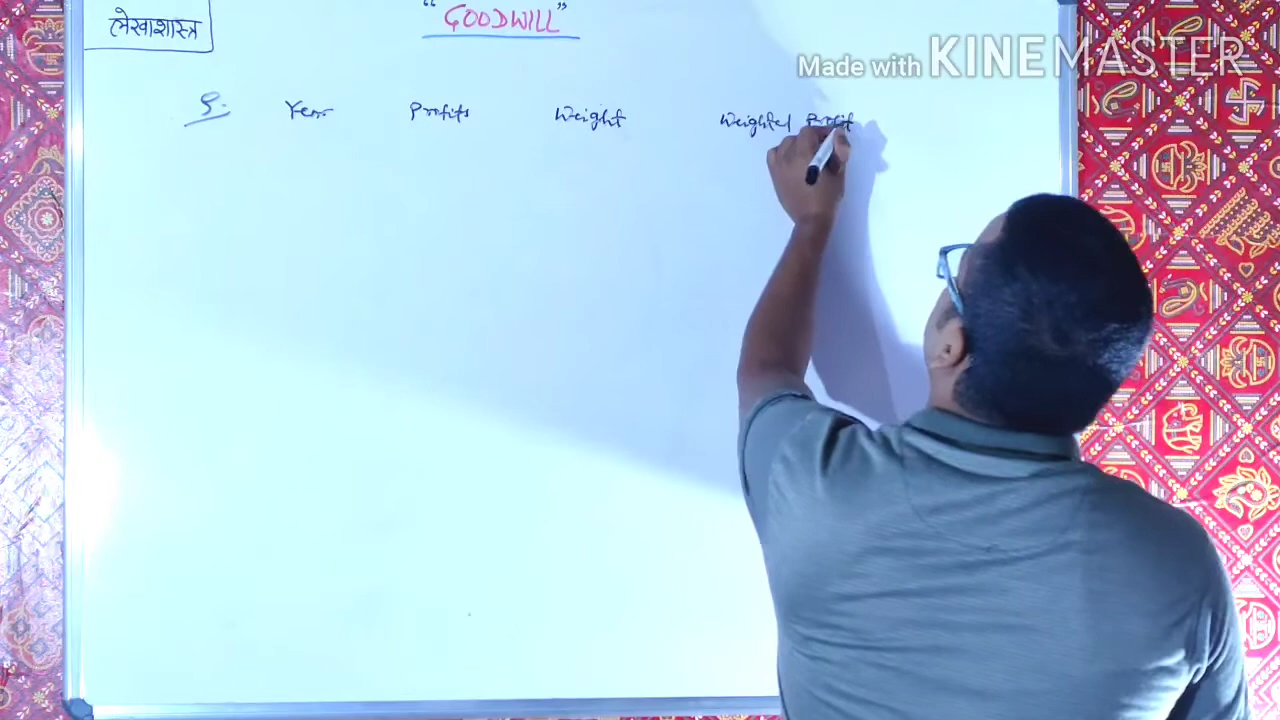 लेखाशास्त्र
"GOODWILL"
Made with KINEMASTER
Q. Year Profits Weight Weighted Profit